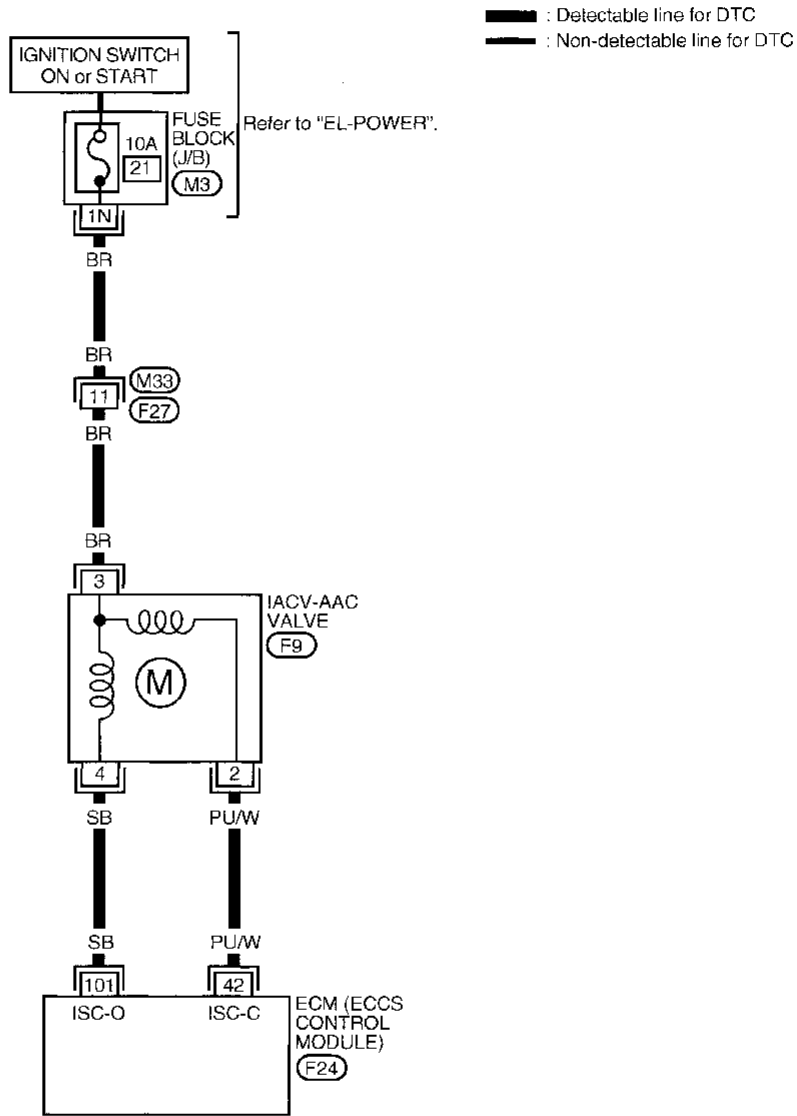 : Detectable line for DTC
: Non-detectable line for DTC
IGNITION SWITCH
ON or START
FUSE
BLOCK
(J/B)
M3
10A
21
Refer to "EL-POWER".
1N
BR
BR
11
M33
F27
BR
BR
3
IACV-AAC
VALVE
F9
M
4
2
SB
PU/W
SB
PU/W
101
42
ISC-O
ISC-C
ECM (ECCS
CONTROL
MODULE)
F24